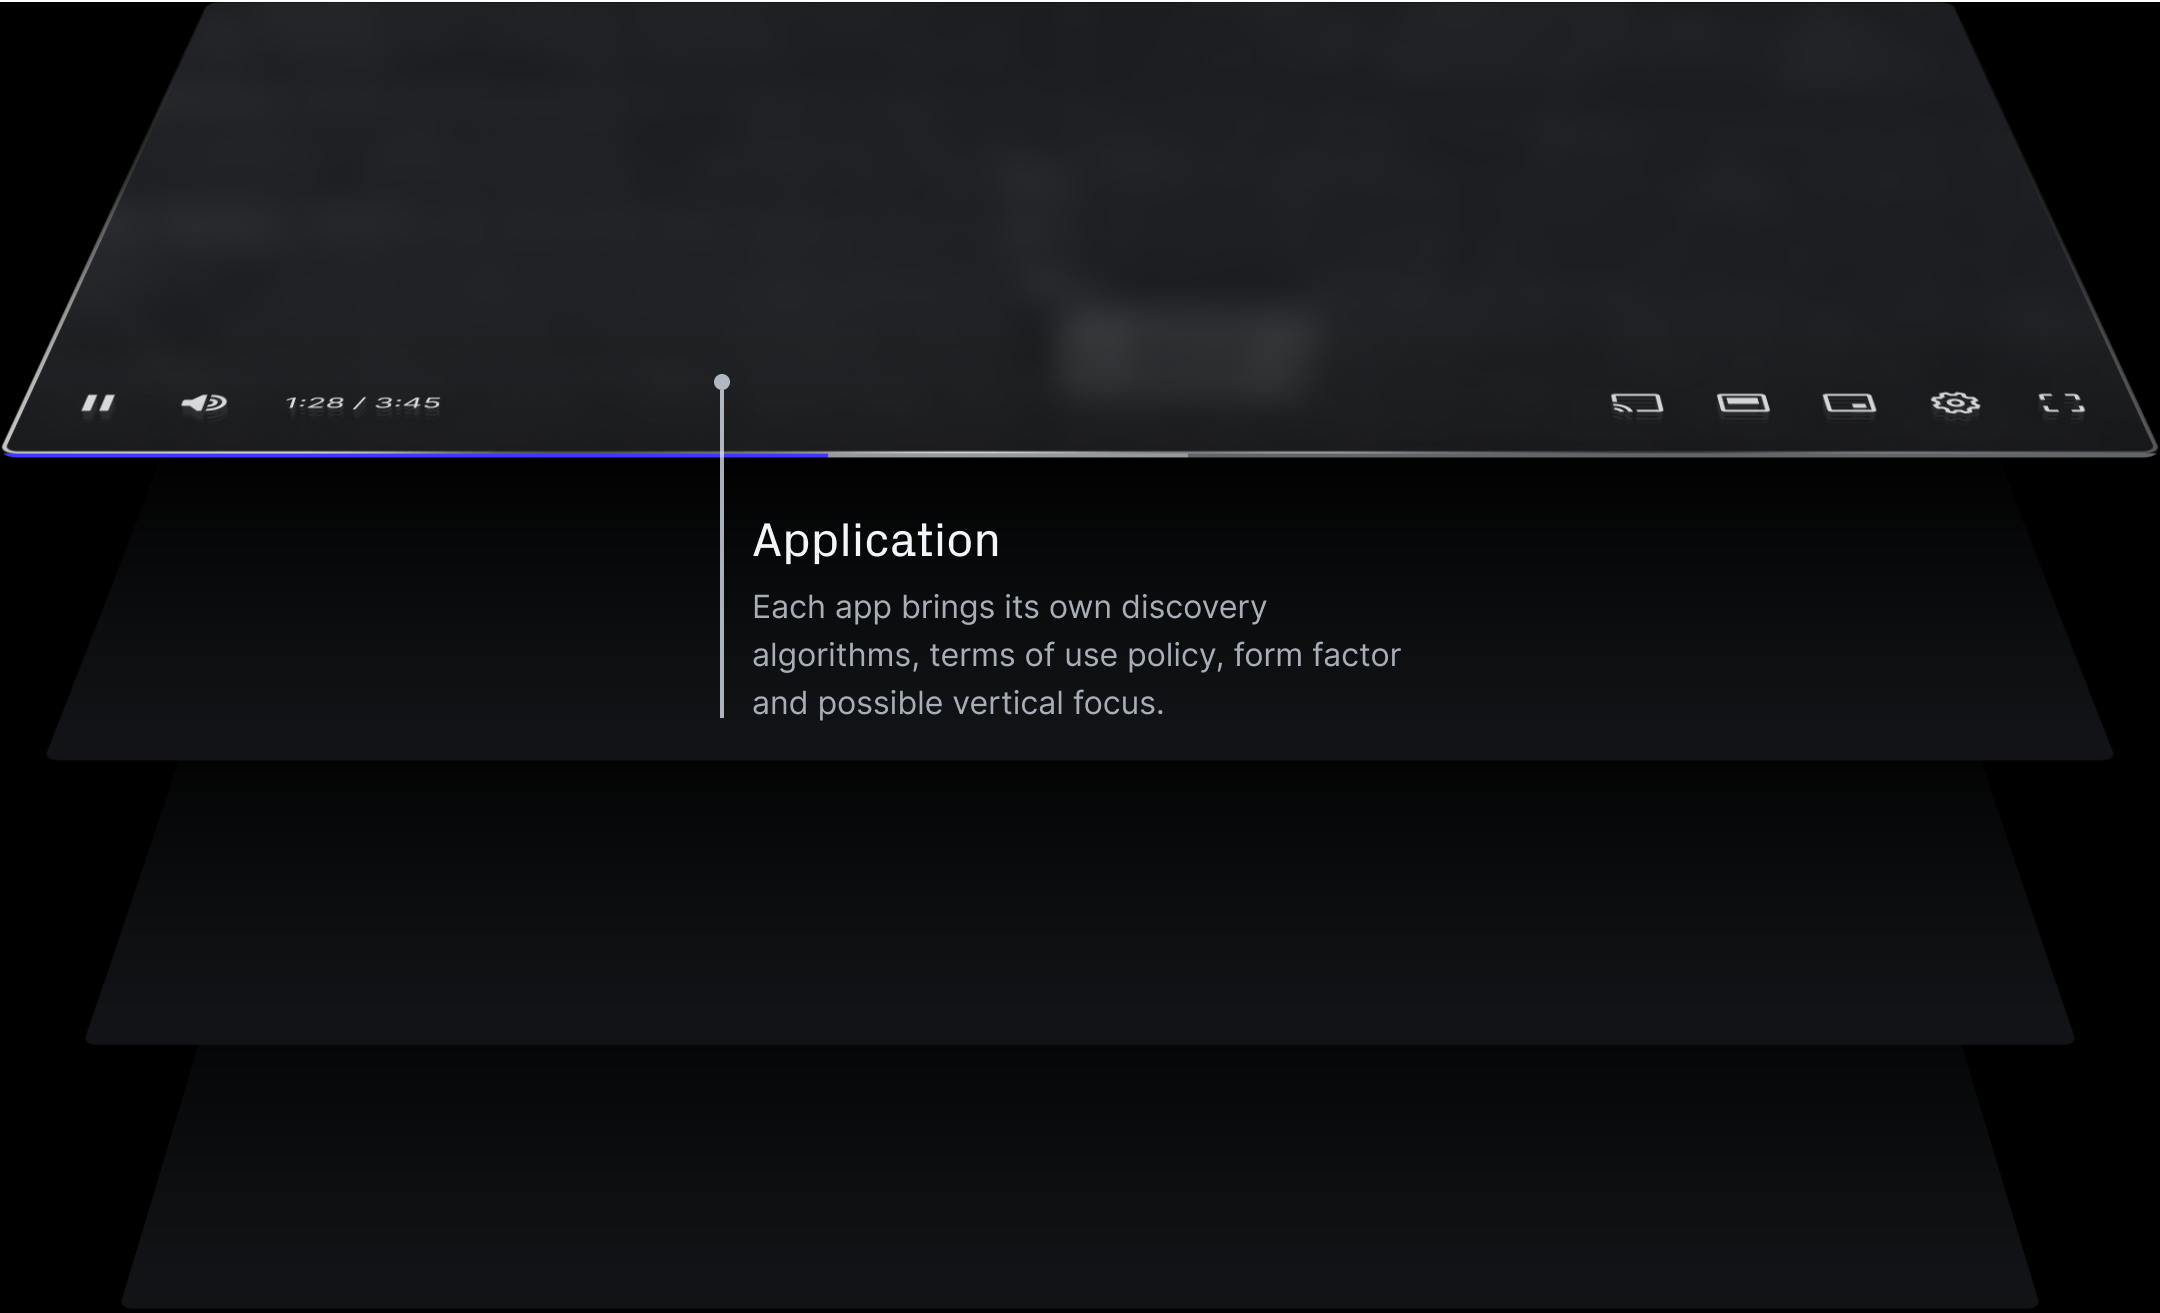 1:28 / 3:45
Application
Each app brings its own discovery
algorithms, terms of use policy, form factor
and possible vertical focus.